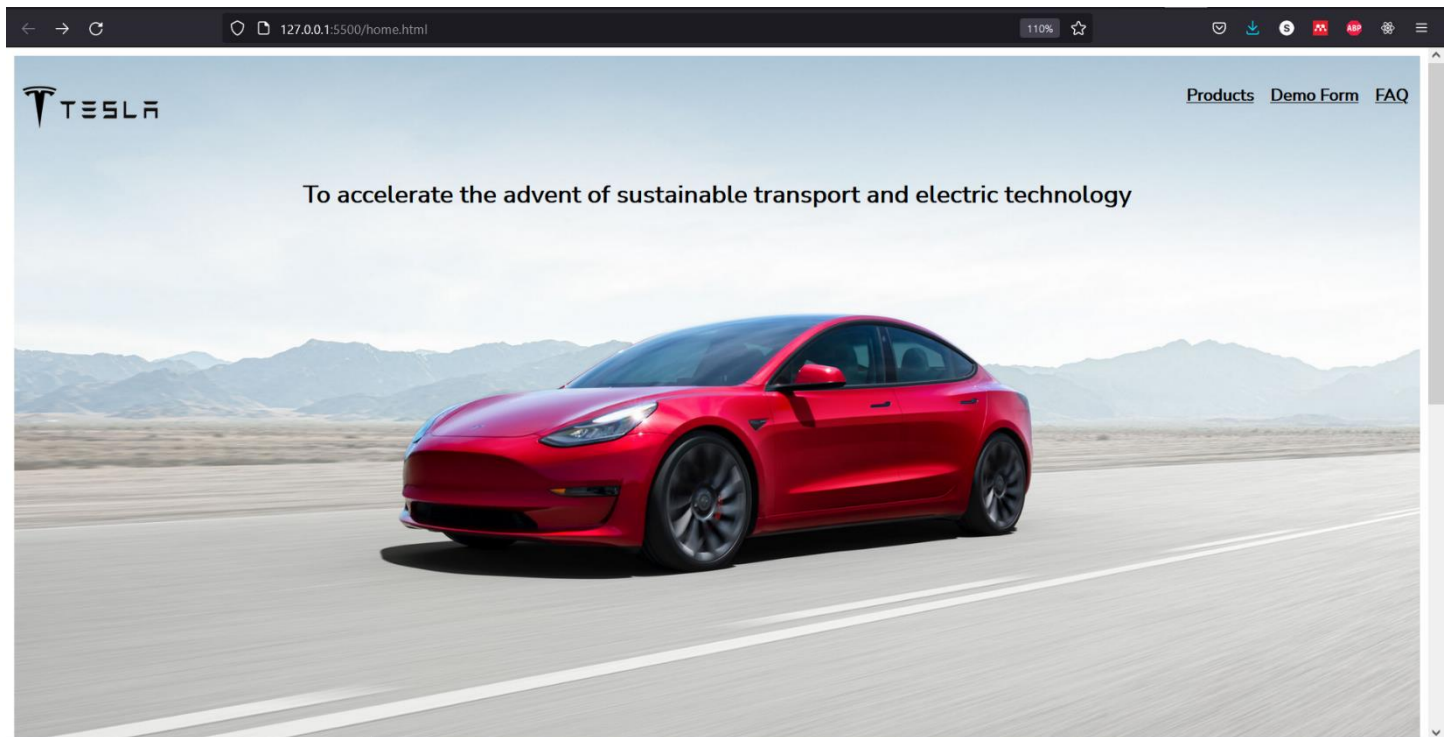 127.0.0.1:5500/home.html
110%
S
ABP
TESLA
Products Demo Form FAQ
To accelerate the advent of sustainable transport and electric technology